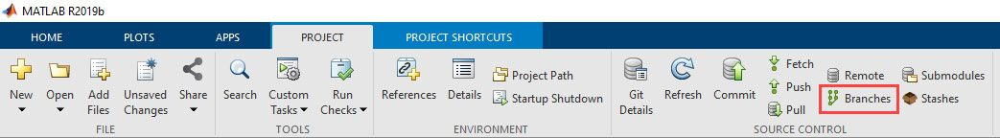 MATLAB R2019b
HOME PLOTS APPS PROJECT PROJECT SHORTCUTS
New Open Add Files Unsaved Changes Share
FILE
Search Custom Tasks Run Checks
TOOLS
References Details Project Path
Startup Shutdown
ENVIRONMENT
Git Details Refresh Commit
Fetch
Push
Pull
Remote
Branches
Submodules
Stashes
SOURCE CONTROL